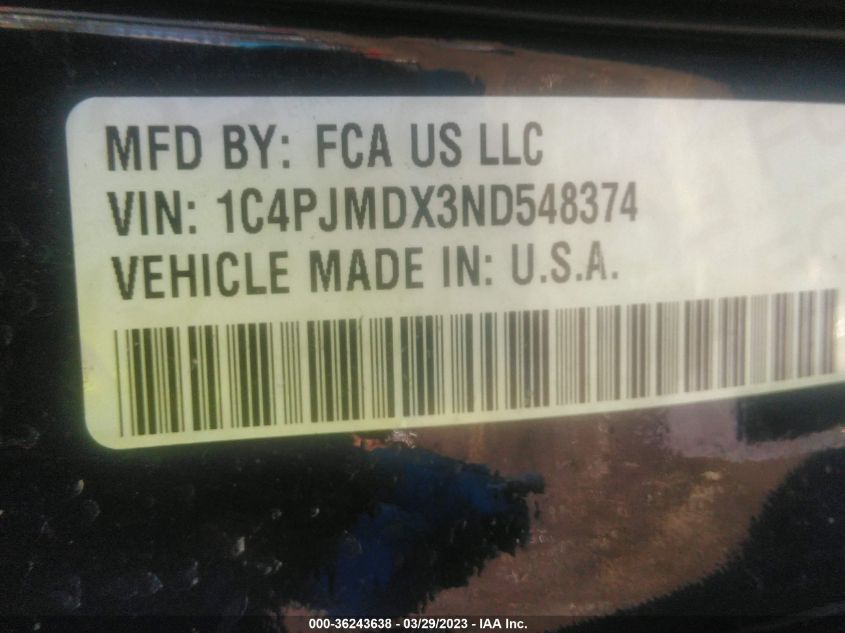 MFD BY: FCA US LLC
VIN: 1C4PJMDX3ND548374
VEHICLE MADE IN: U.S.A.
000-36243638 - 03/29/2023 - IAA Inc.